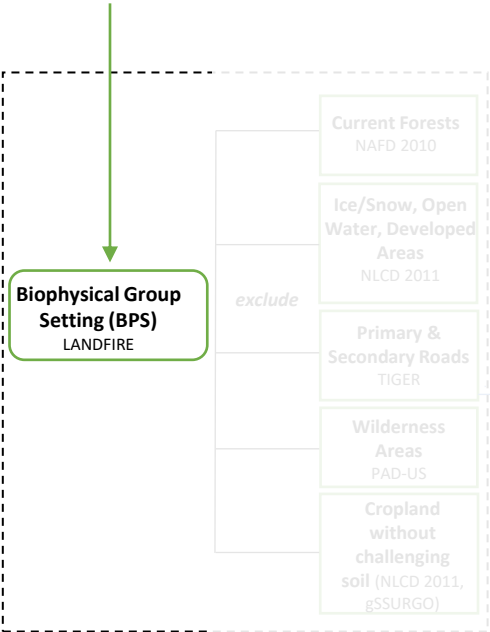 Current Forests
NAFD 2010
Ice/Snow, Open
Water, Developed
Areas
NLCD 2011
Biophysical Group
Setting (BPS)
LANDFIRE
exclude
Primary &
Secondary Roads
TIGER
Wilderness
Areas
PAD-US
Cropland
without
challenging
soil (NLCD 2011,
gSSURGO)